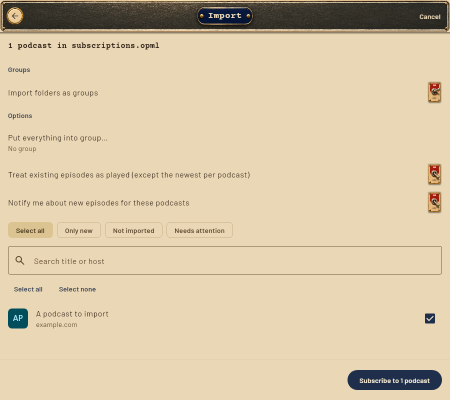 Import
Cancel
1 podcast in subscriptions.opml
Groups
Import folders as groups
Options
Put everything into group...
No group
Treat existing episodes as played (except the newest per podcast)
Notify me about new episodes for these podcasts
Select all
Only new
Not imported
Needs attention
Search title or host
Select all
Select none
AP
A podcast to import
example.com
Subscribe to 1 podcast